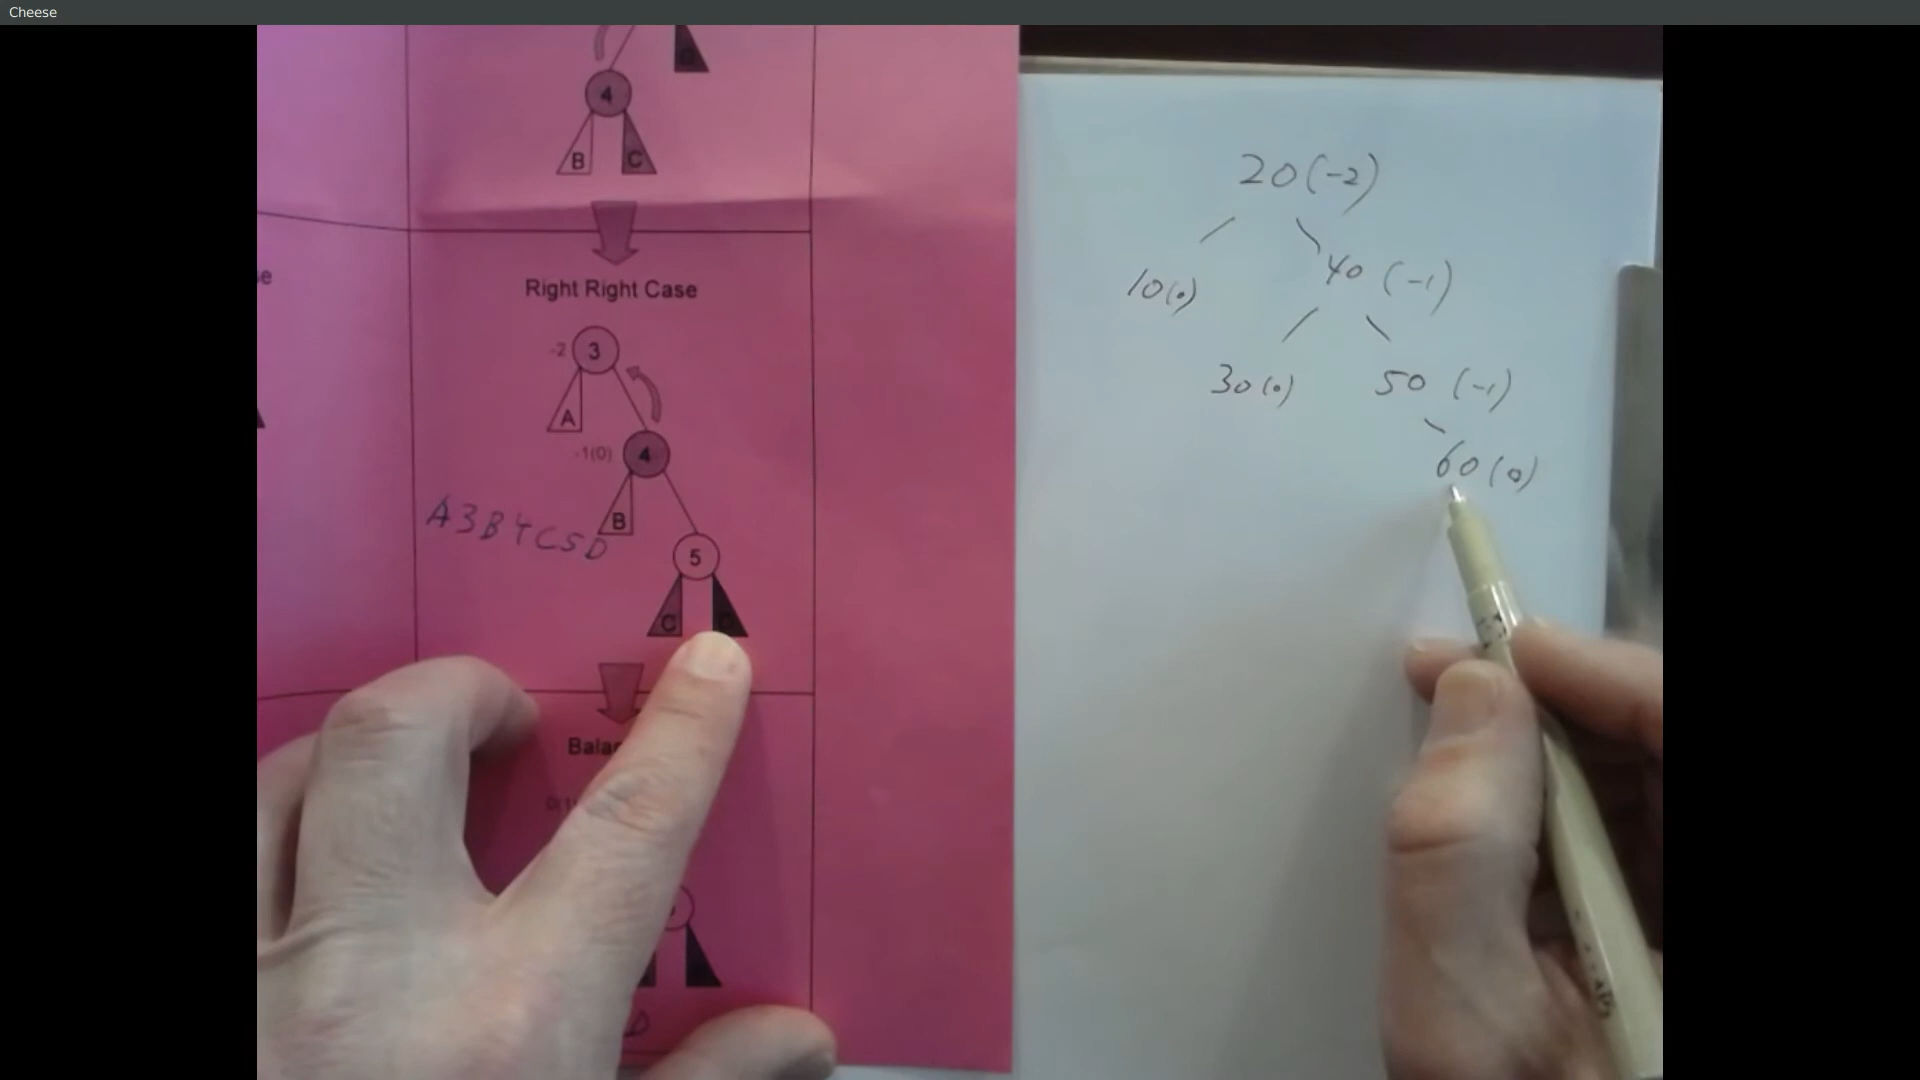 Cheese
4
B
C
Right Right Case
-2
3
A
-1(0)
4
B
A3B4C5D
5
C
20 (-2)
10(0)
40 (-1)
30(0)
50 (-1)
60 (0)
D